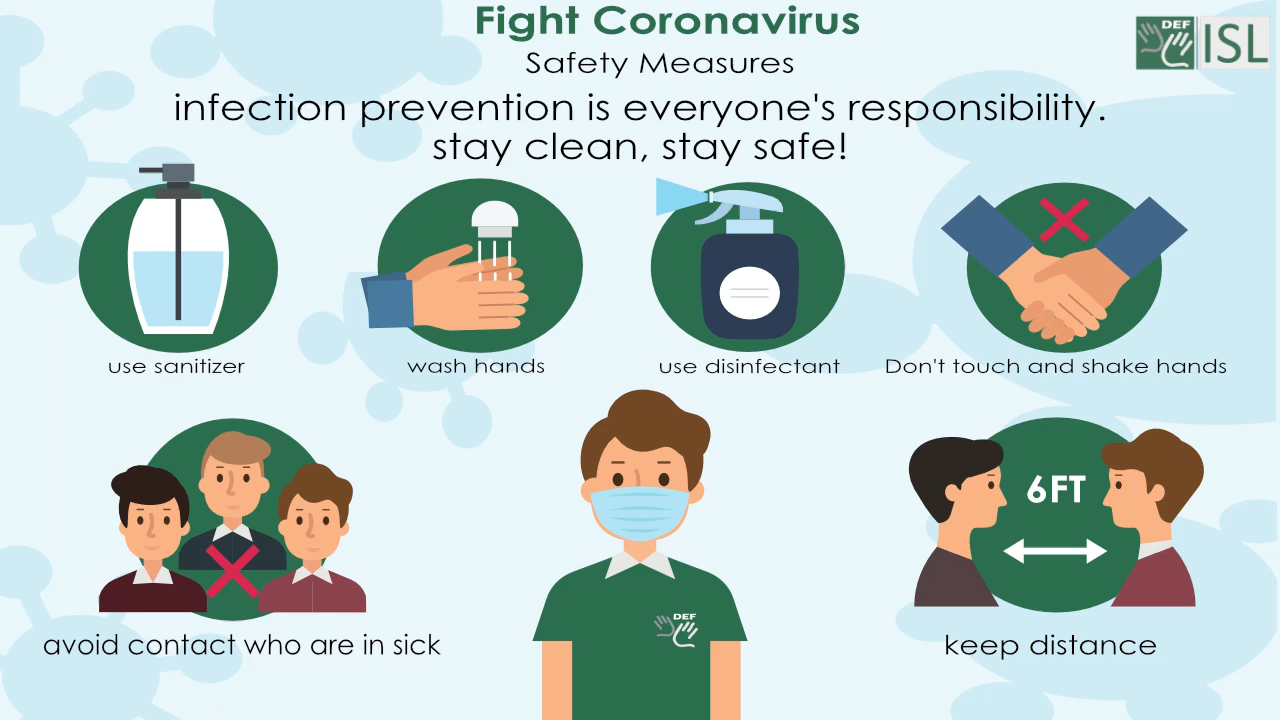 Fight Coronavirus
DEF
ISL
Safety Measures
infection prevention is everyone's responsibility.
stay clean, stay safe!
use sanitizer
wash hands
use disinfectant
Don't touch and shake hands
6FT
DEF
avoid contact who are in sick
keep distance